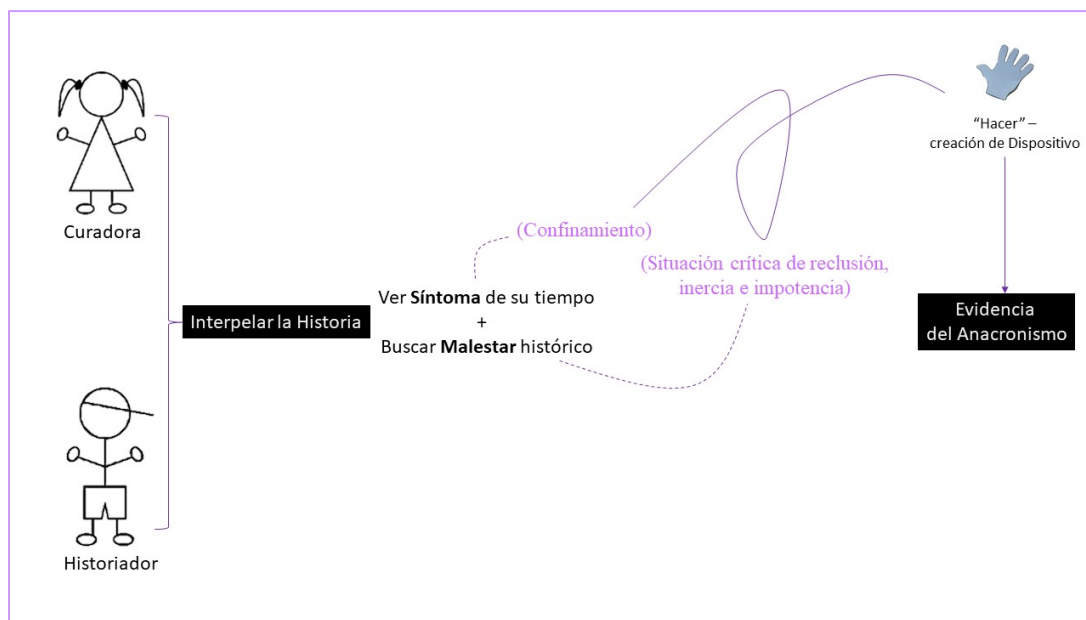 Curadora
Historiador
Interpelar la Historia
Ver Síntoma de su tiempo
+
Buscar Malestar histórico
(Confinamiento)
(Situación crítica de reclusión,
inercia e impotencia)
“Hacer” –
creación de Dispositivo
Evidencia
del Anacronismo